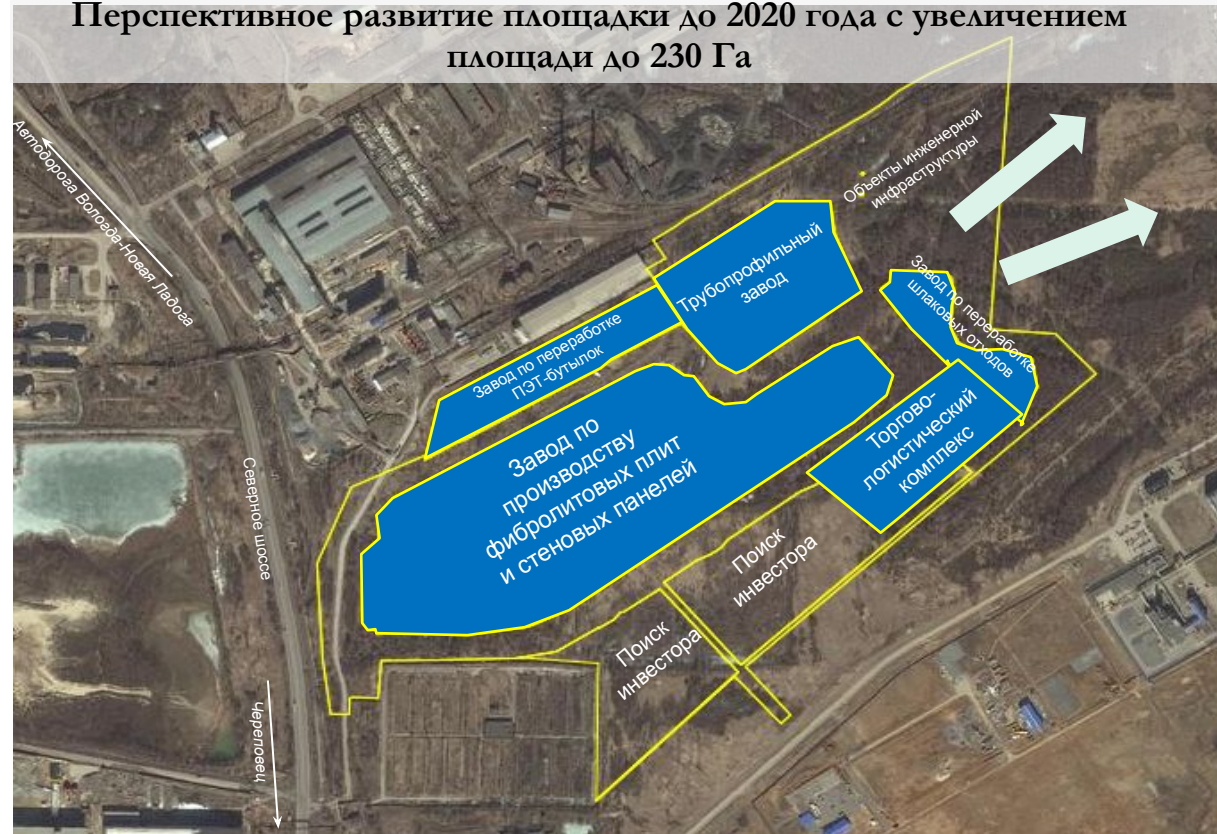 Перспективное развитие площадки до 2020 года с увеличением
площади до 230 Га
Автодорога Вологда-Новая Ладога
Объекты инженерной
инфраструктуры
Трубопрофильный
завод
Завод по переработке
шлаковых отходов
Завод по переработке
ПЭТ-бутылок
Торгово-
логистический
комплекс
Завод по
производству
фибролитовых плит
и стеновых панелей
Северное шоссе
Поиск
инвестора
Поиск
инвестора
Череповец